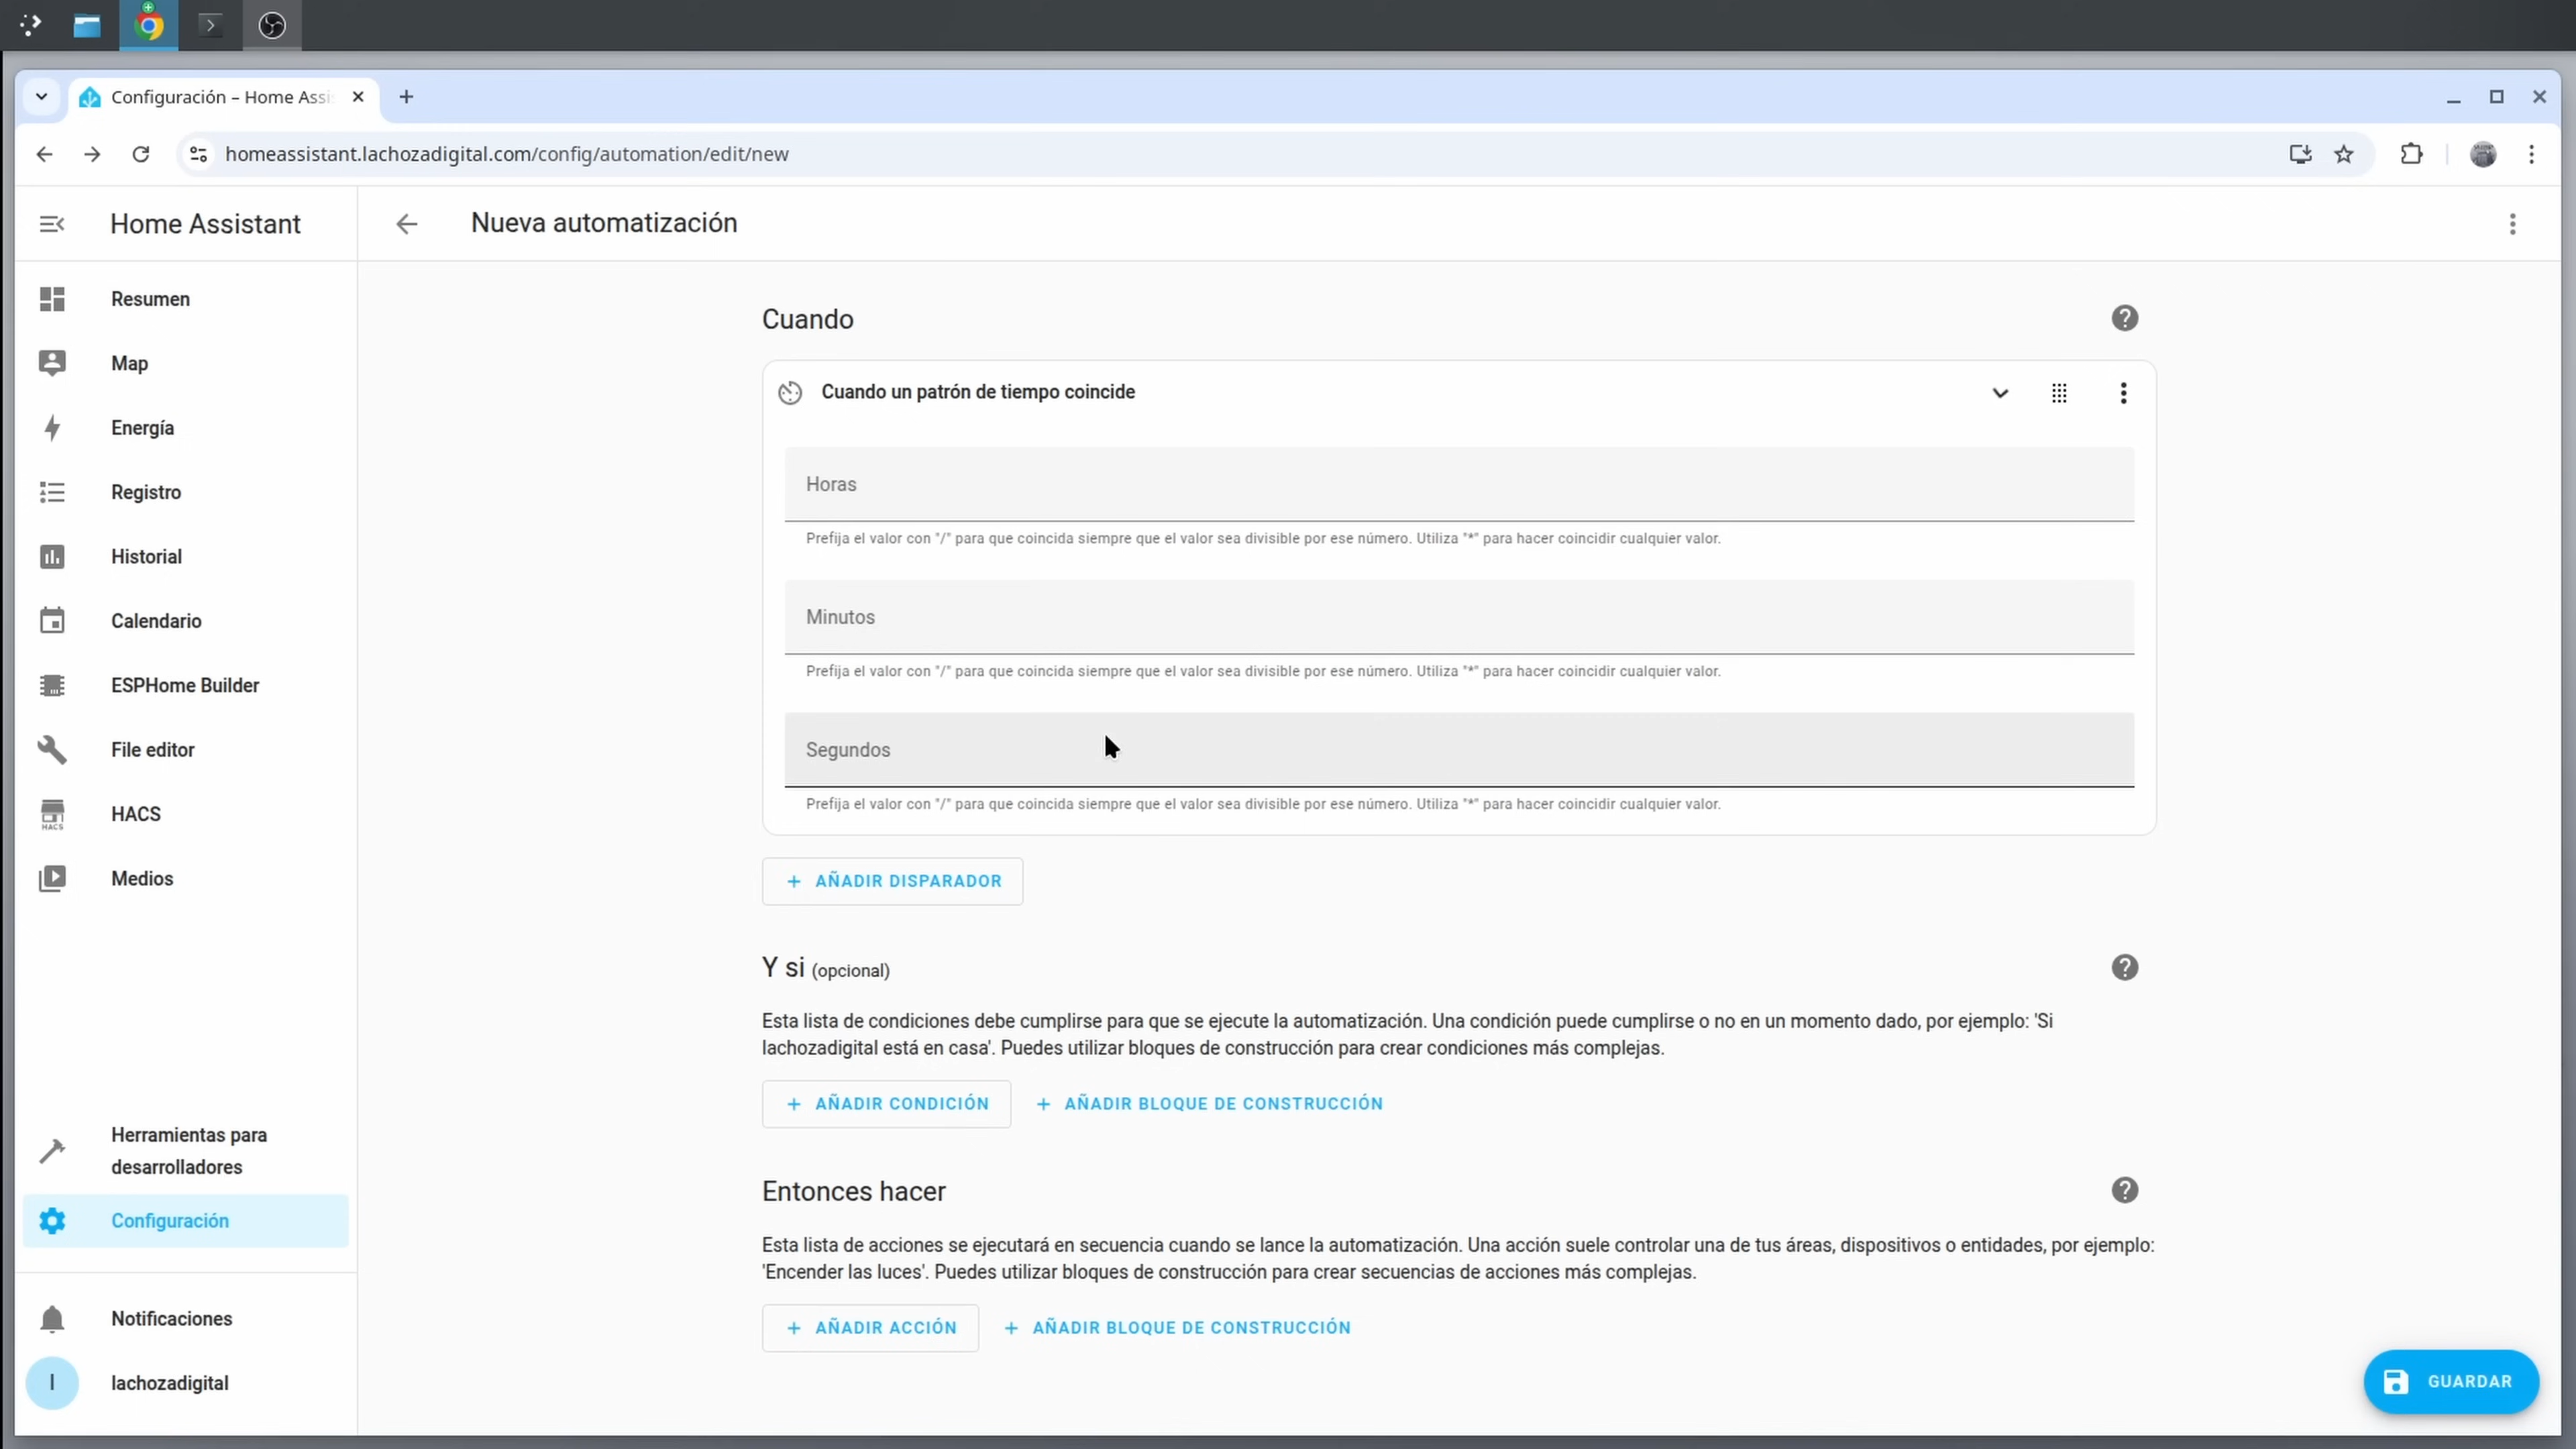 Configuración – Home Assi
homeassistant.lachozadigital.com/config/automation/edit/new
Home Assistant
Nueva automatización
Resumen
Map
Energía
Registro
Historial
Calendario
ESPHome Builder
File editor
HACS
HACS
Medios
Herramientas para
desarrolladores
Configuración
Notificaciones
l
lachozadigital
Cuando
Cuando un patrón de tiempo coincide
Horas
Prefija el valor con "/" para que coincida siempre que el valor sea divisible por ese número. Utiliza "*" para hacer coincidir cualquier valor.
Minutos
Prefija el valor con "/" para que coincida siempre que el valor sea divisible por ese número. Utiliza "*" para hacer coincidir cualquier valor.
Segundos
Prefija el valor con "/" para que coincida siempre que el valor sea divisible por ese número. Utiliza "*" para hacer coincidir cualquier valor.
+ AÑADIR DISPARADOR
Y si (opcional)
Esta lista de condiciones debe cumplirse para que se ejecute la automatización. Una condición puede cumplirse o no en un momento dado, por ejemplo: 'Si
lachozadigital está en casa'. Puedes utilizar bloques de construcción para crear condiciones más complejas.
+ AÑADIR CONDICIÓN + AÑADIR BLOQUE DE CONSTRUCCIÓN
Entonces hacer
Esta lista de acciones se ejecutará en secuencia cuando se lance la automatización. Una acción suele controlar una de tus áreas, dispositivos o entidades, por ejemplo:
'Encender las luces'. Puedes utilizar bloques de construcción para crear secuencias de acciones más complejas.
+ AÑADIR ACCIÓN + AÑADIR BLOQUE DE CONSTRUCCIÓN
GUARDAR